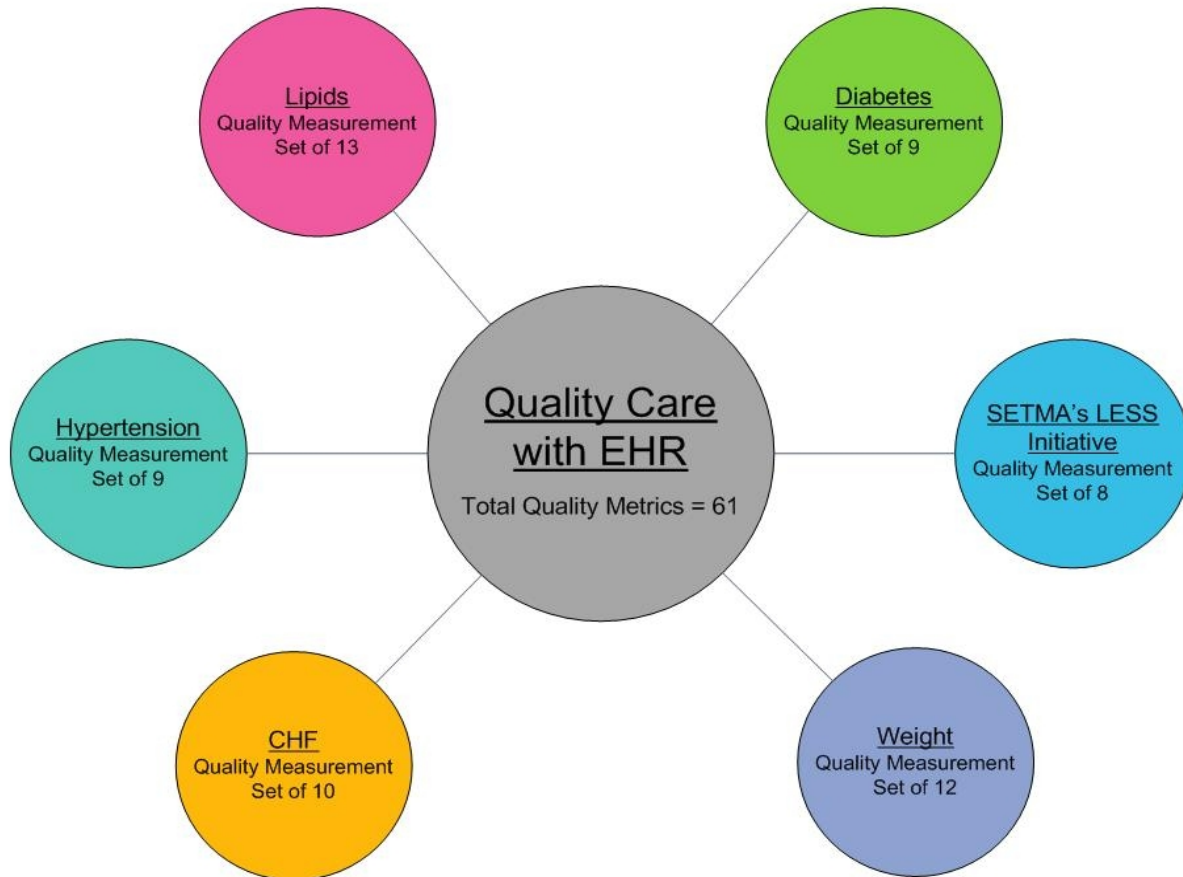 Lipids
Quality Measurement
Set of 13
Diabetes
Quality Measurement
Set of 9
Hypertension
Quality Measurement
Set of 9
Quality Care
with EHR
Total Quality Metrics = 61
SETMA's LESS
Initiative
Quality Measurement
Set of 8
CHF
Quality Measurement
Set of 10
Weight
Quality Measurement
Set of 12